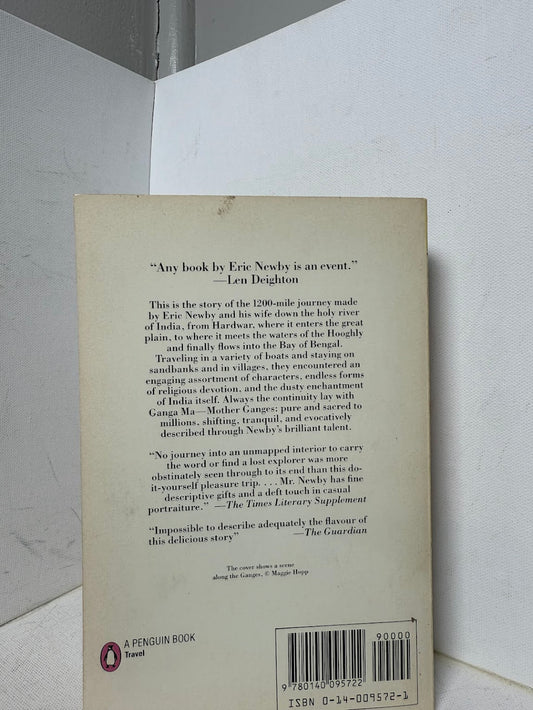 “Any book by Eric Newby is an event.”
—Len Deighton
This is the story of the 1200-mile journey made
by Eric Newby and his wife down the holy river
of India, from Hardwar, where it enters the great
plain, to where it meets the waters of the Hooghly
and finally flows into the Bay of Bengal.
Traveling in a variety of boats and staying on
sandbanks and in villages, they encountered an
engaging assortment of characters, endless forms
of religious devotion, and the dusty enchantment
of India itself. Always the continuity lay with
Ganga Ma—Mother Ganges; pure and sacred to
millions, shifting, tranquil, and evocatively
described through Newby's brilliant talent.
“No journey into an unmapped interior to carry
the word or find a lost explorer was more
obstinately seen through to its end than this do-
it-yourself pleasure trip. . . . Mr. Newby has fine
descriptive gifts and a deft touch in casual
portraiture.” —The Times Literary Supplement
“Impossible to describe adequately the flavour of
this delicious story” —The Guardian
The cover shows a scene
along the Ganges, © Maggie Hopp
A PENGUIN BOOK
Travel
90000
9 780140 095722
ISBN 0-14-009572-1